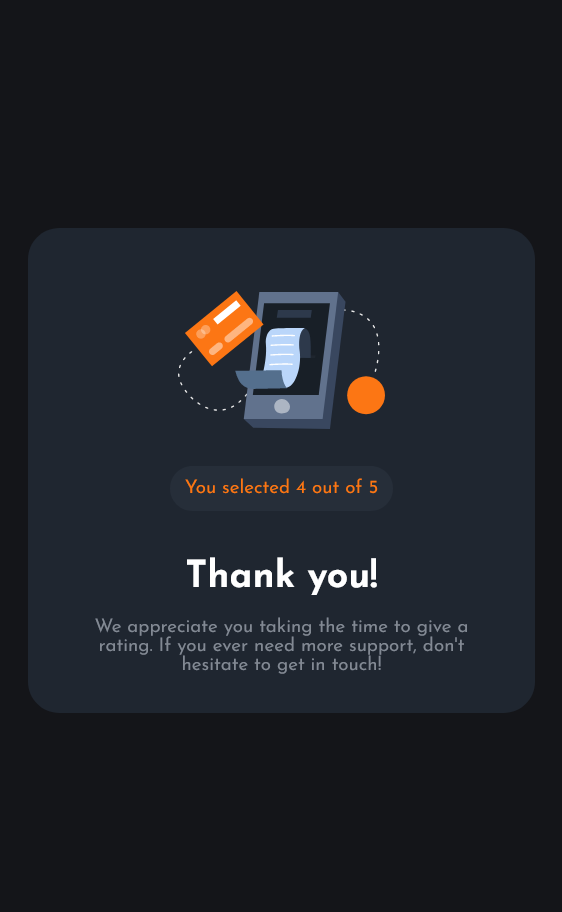 You selected 4 out of 5
Thank you!
We appreciate you taking the time to give a
rating. If you ever need more support, don't
hesitate to get in touch!